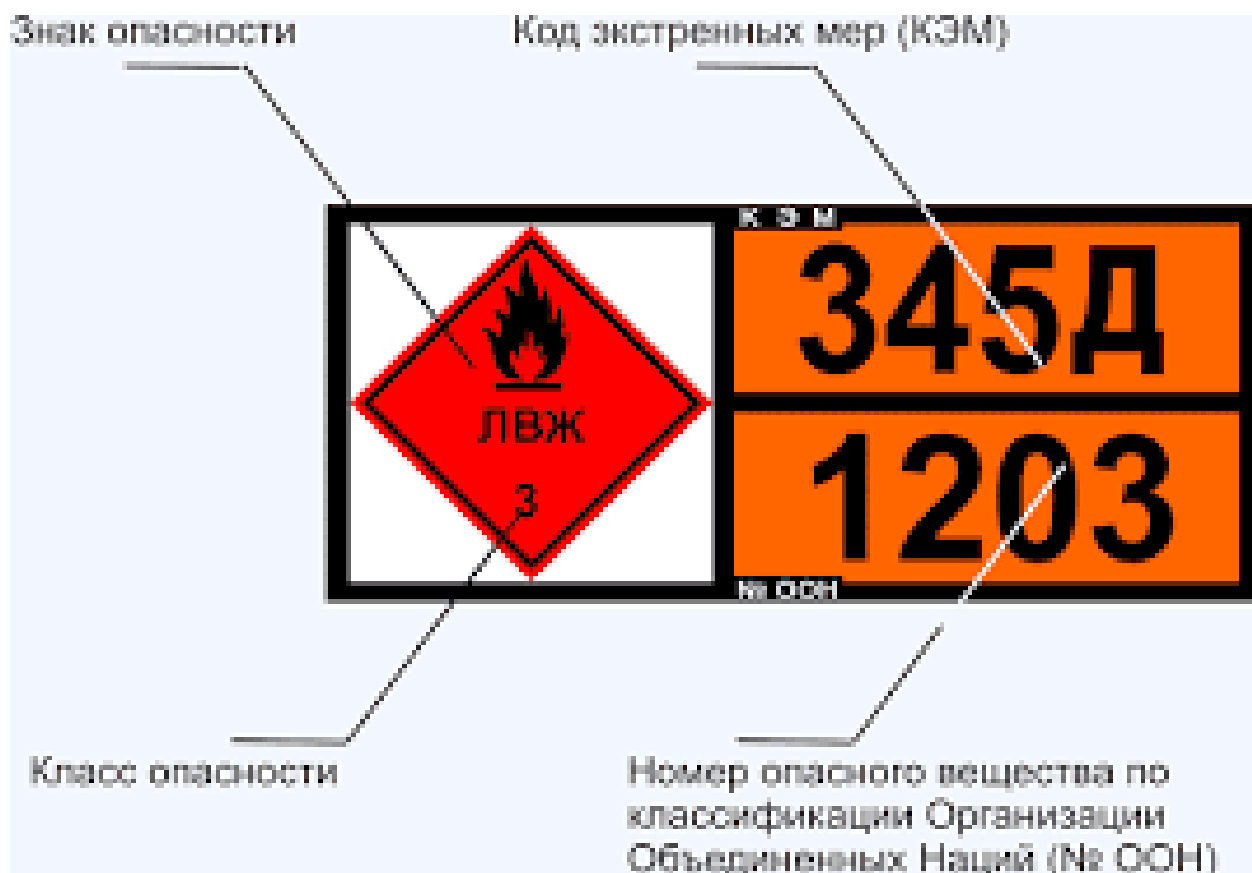 Знак опасности
Код экстренных мер (КЭМ)
КЭМ
345Д
ЛВЖ
3
1203
№ ООН
Класс опасности
Номер опасного вещества по
классификации Организации
Объединенных Наций (№ ООН)